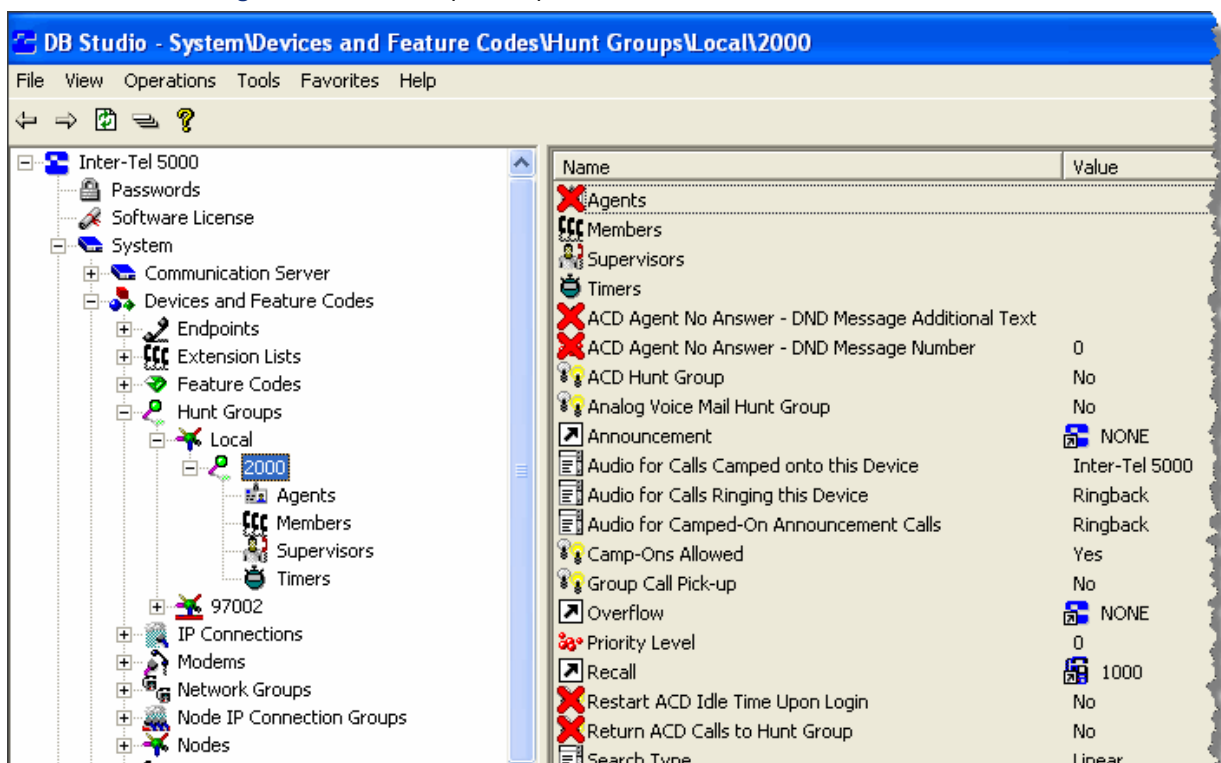 DB Studio - System\Devices and Feature Codes\Hunt Groups\Local\2000
File View Operations Tools Favorites Help
Inter-Tel 5000
Passwords
Software License
System
Communication Server
Devices and Feature Codes
Endpoints
Extension Lists
Feature Codes
Hunt Groups
Local
2000
Agents
Members
Supervisors
Timers
97002
IP Connections
Modems
Network Groups
Node IP Connection Groups
Nodes
Name Value
Agents
Members
Supervisors
Timers
ACD Agent No Answer - DND Message Additional Text
ACD Agent No Answer - DND Message Number 0
ACD Hunt Group No
Analog Voice Mail Hunt Group No
Announcement NONE
Audio for Calls Camped onto this Device Inter-Tel 5000
Audio for Calls Ringing this Device Ringback
Audio for Camped-On Announcement Calls Ringback
Camp-Ons Allowed Yes
Group Call Pick-up No
Overflow NONE
Priority Level 0
Recall 1000
Restart ACD Idle Time Upon Login No
Return ACD Calls to Hunt Group No
Search Type Linear